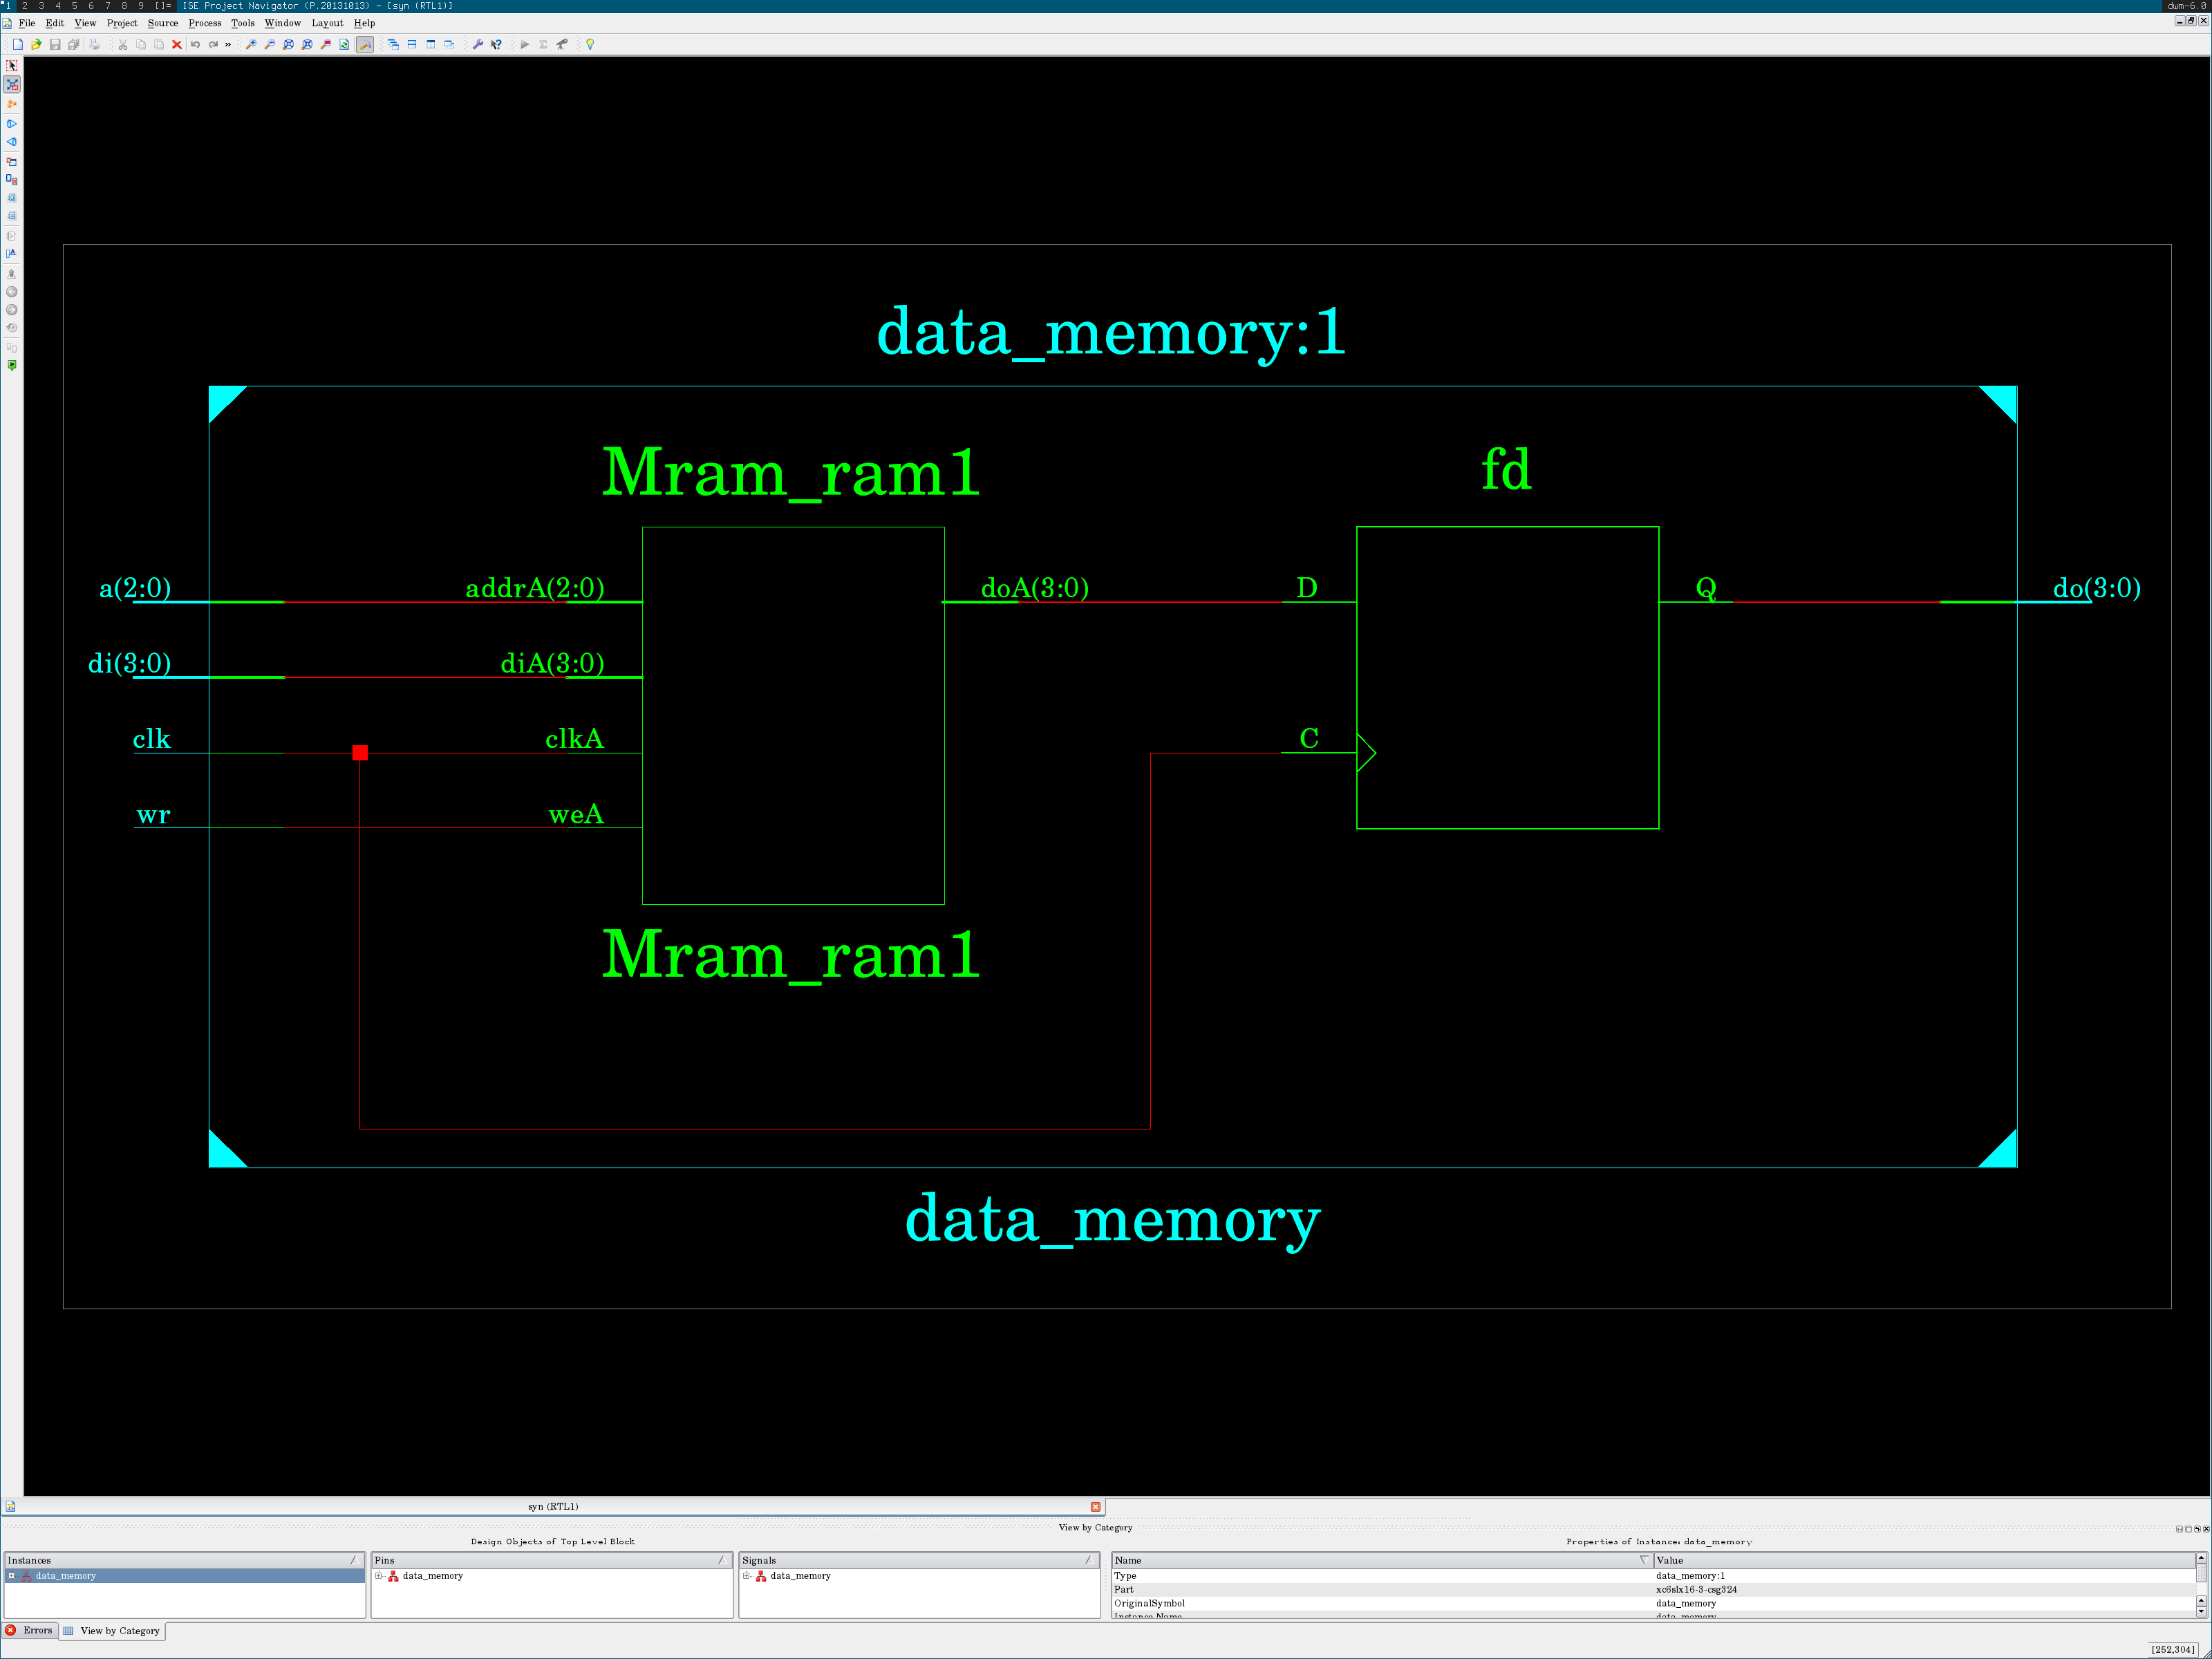 1 2 3 4 5 6 7 8 9 []= ISE Project Navigator (P.20131013) - [syn (RTL1)] dwm-6.0
File Edit View Project Source Process Tools Window Layout Help
data_memory:1
Mram_ram1 fd
a(2:0) addrA(2:0) doA(3:0) D Q do(3:0)
di(3:0) diA(3:0)
clk clkA C
wr weA
Mram_ram1
data_memory
syn (RTL1)
View by Category
Design Objects of Top Level Block Properties of Instance: data_memory
Instances Pins Signals Name Value
data_memory data_memory data_memory Type data_memory:1
Part xc6slx16-3-csg324
OriginalSymbol data_memory
Instance Name data_memory
Errors View by Category
[252,304]